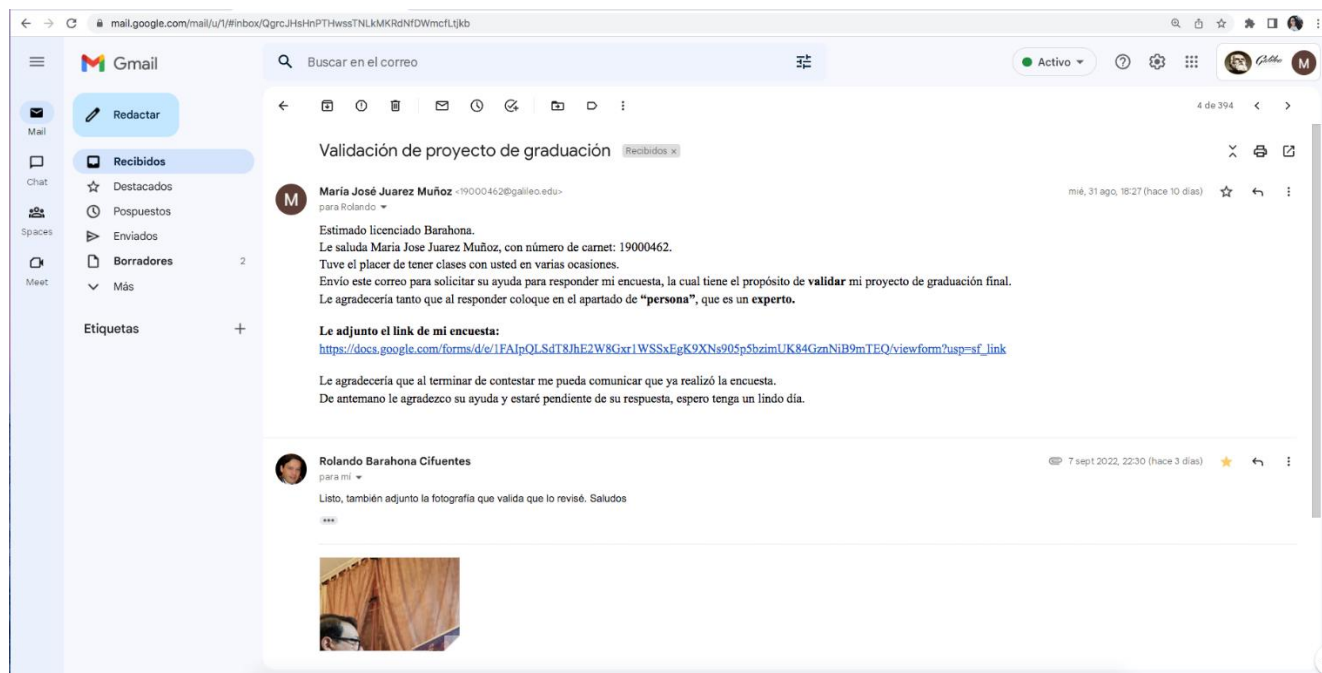 mail.google.com/mail/u/1/#inbox/QgrcJHsHnPTHwssTNLkMKRdNfDWmcfLtjkb
Gmail
Buscar en el correo
Activo
Galileo
M
Mail
Redactar
4 de 394
Validación de proyecto de graduación Recibidos x
Recibidos
Chat
Destacados
M
María José Juarez Muñoz <19000462@galileo.edu>
mié, 31 ago, 18:27 (hace 10 días)
para Rolando
Pospuestos
Spaces
Enviados
Borradores 2
Meet
Más
Etiquetas +
Estimado licenciado Barahona.
Le saluda Maria Jose Juarez Muñoz, con número de carnet: 19000462.
Tuve el placer de tener clases con usted en varias ocasiones.
Envío este correo para solicitar su ayuda para responder mi encuesta, la cual tiene el propósito de validar mi proyecto de graduación final.
Le agradecería tanto que al responder coloque en el apartado de “persona”, que es un experto.
Le adjunto el link de mi encuesta:
https://docs.google.com/forms/d/e/1FAIpQLSdT8JhE2W8Gxr1WSSxEgK9XNs905p5bzimUK84GznNiB9mTEQ/viewform?usp=sf_link
Le agradecería que al terminar de contestar me pueda comunicar que ya realizó la encuesta.
De antemano le agradezco su ayuda y estaré pendiente de su respuesta, espero tenga un lindo día.
Rolando Barahona Cifuentes
7 sept 2022, 22:30 (hace 3 días)
para mí
Listo, también adjunto la fotografía que valida que lo revisé. Saludos